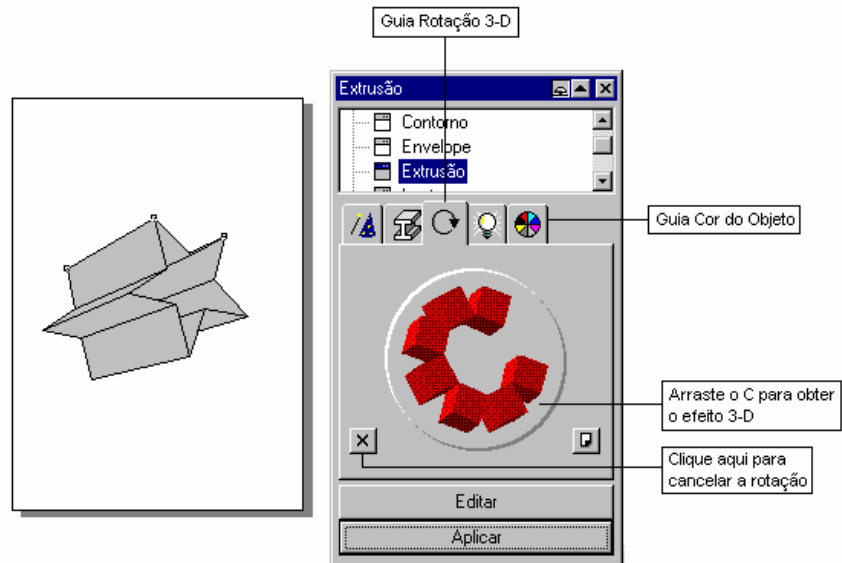 Guia Rotação 3-D
Extrusão
Contorno
Envelope
Extrusão
Guia Cor do Objeto
Arraste o C para obter
o efeito 3-D
Clique aqui para
cancelar a rotação
Editar
Aplicar